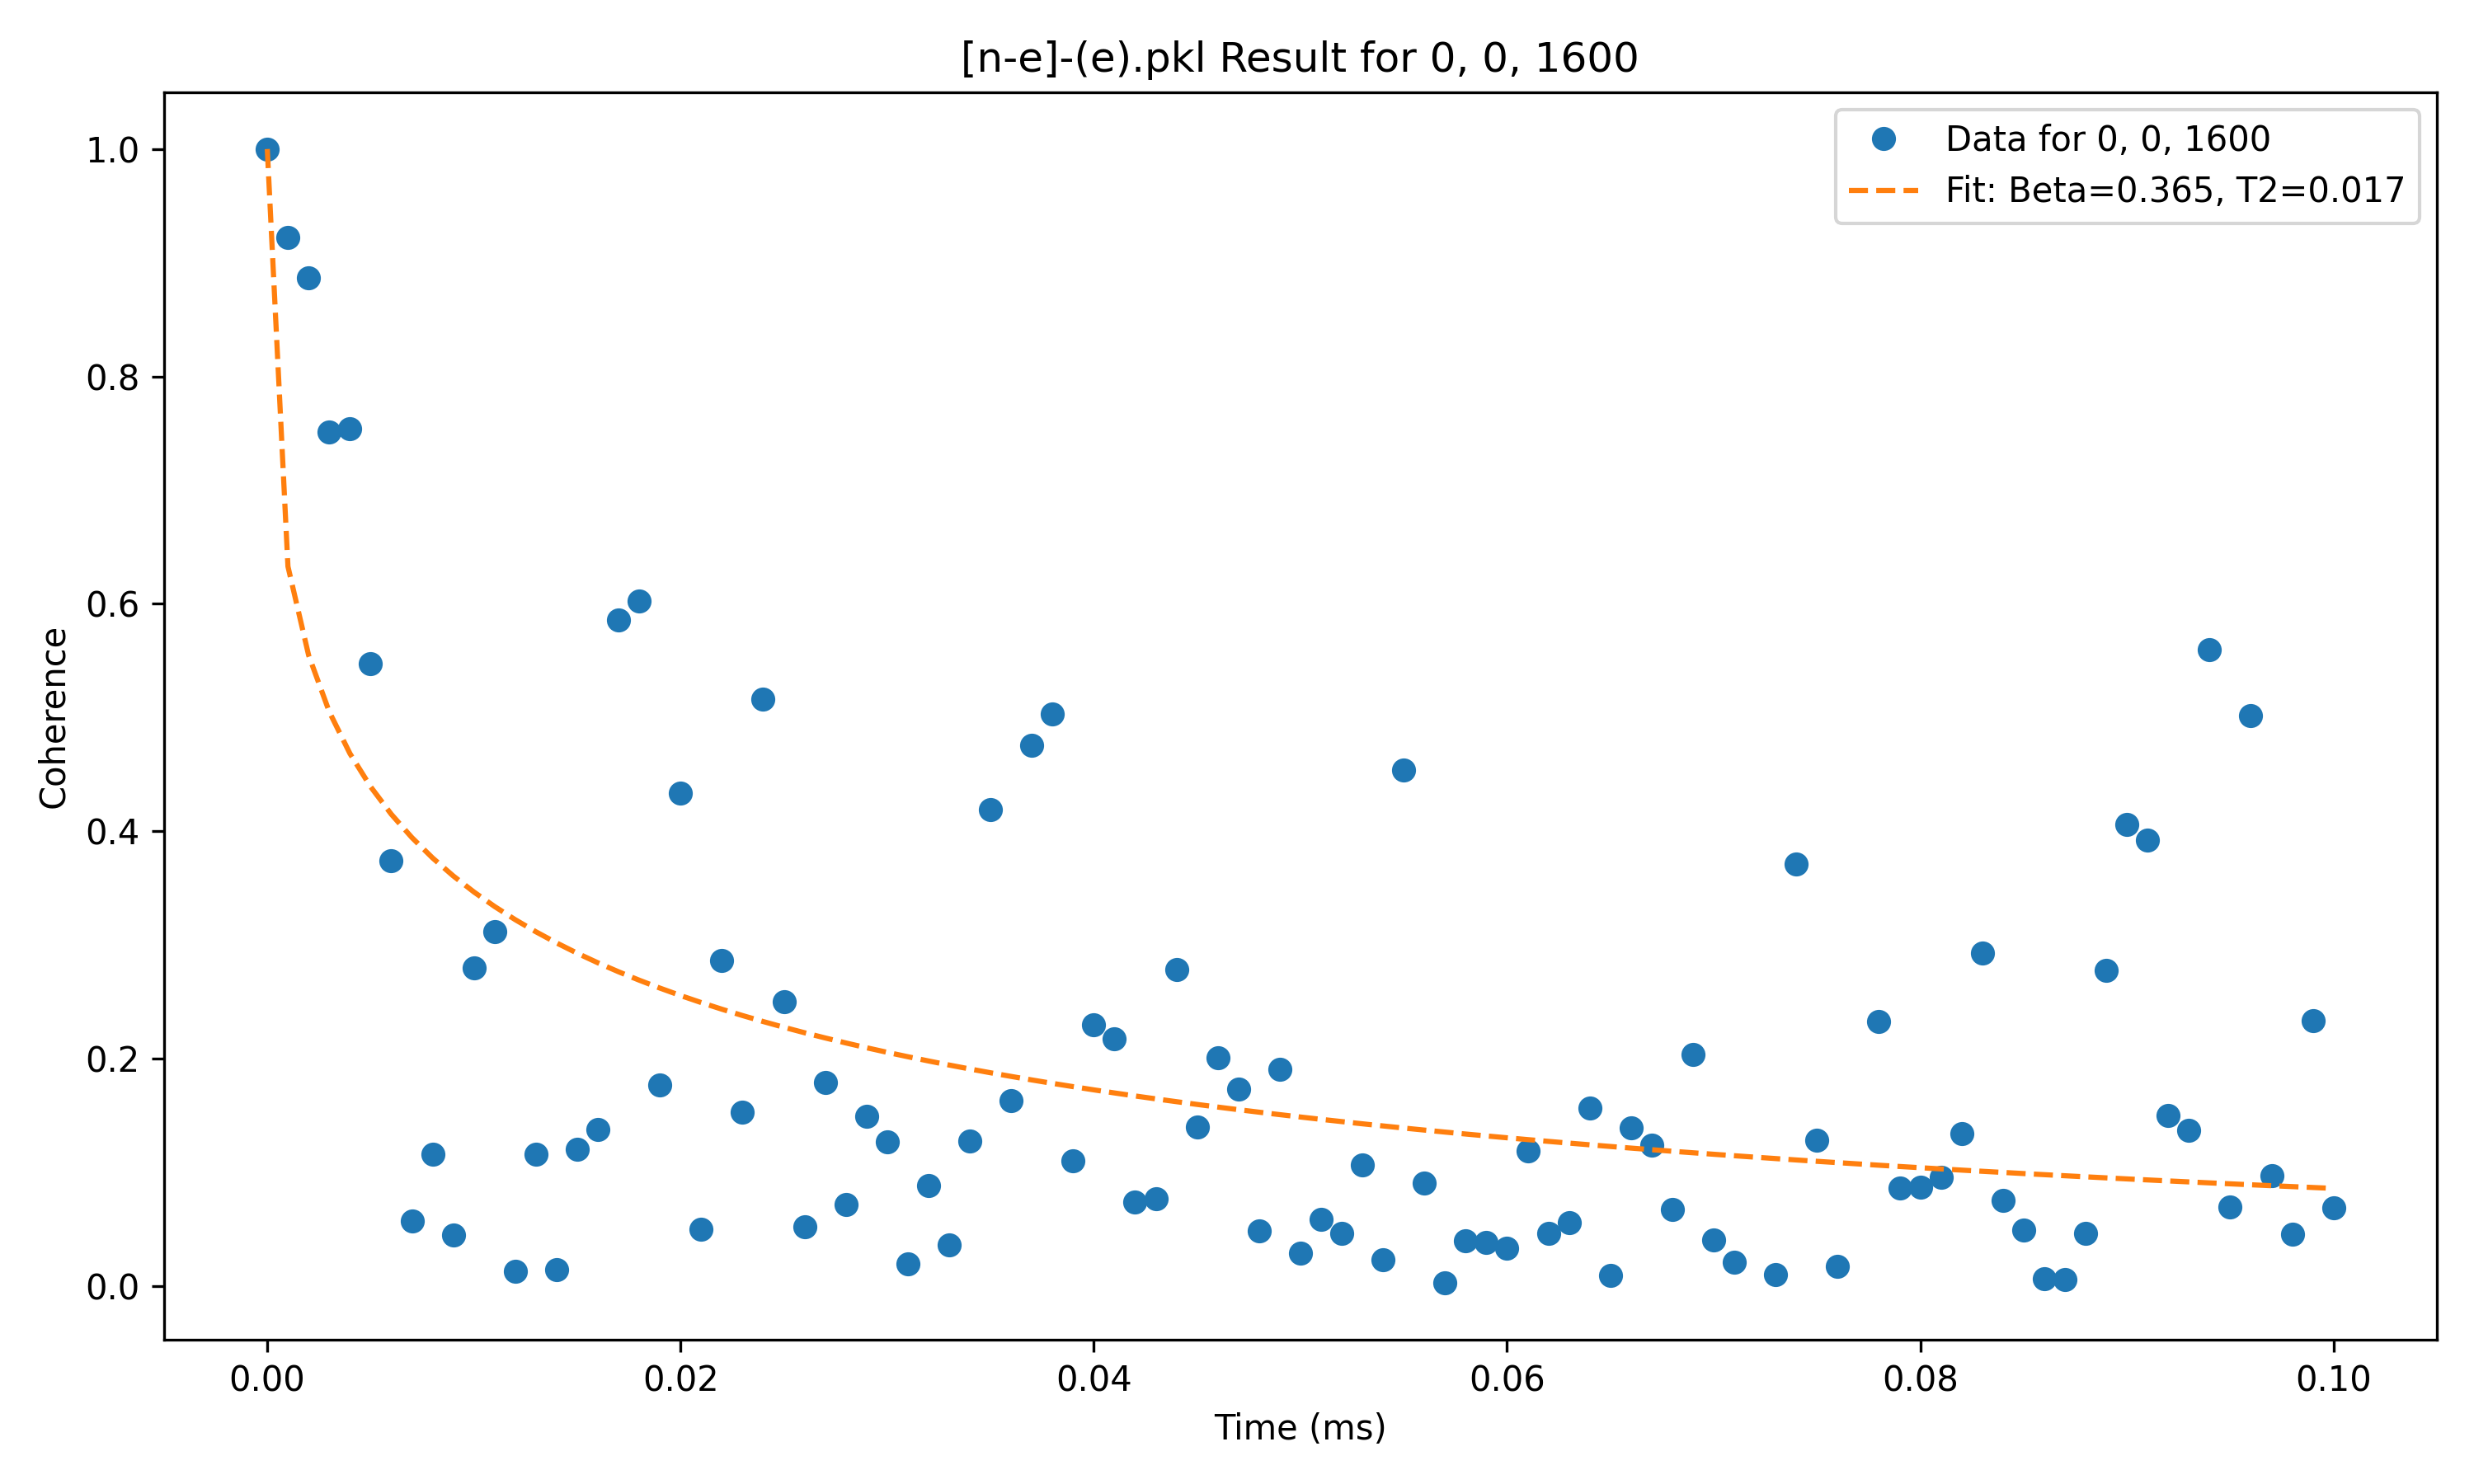 [n-e]-(e).pkl Result for 0, 0, 1600
Data for 0, 0, 1600
Fit: Beta=0.365, T2=0.017
1.0
0.8
0.6
0.4
0.2
0.0
Coherence
0.00 0.02 0.04 0.06 0.08 0.10
Time (ms)